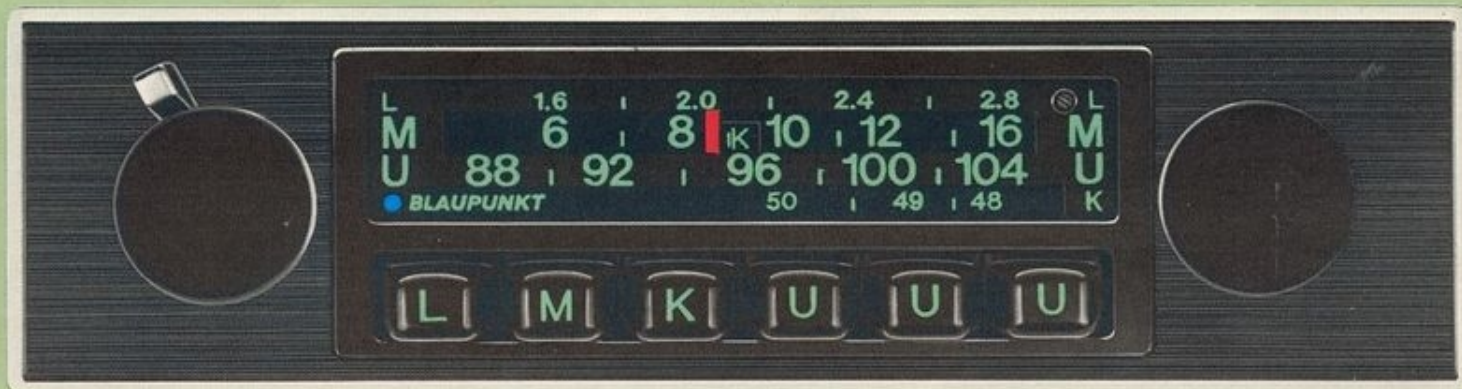 L 1.6 2.0 2.4 2.8 L
M 6 8 K 10 12 16 M
U 88 92 96 100 104 U
BLAUPUNKT 50 49 48 K
L M K U U U